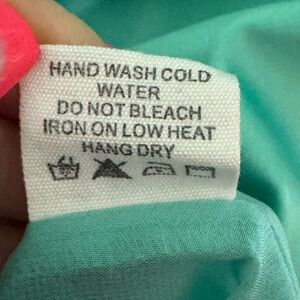 HAND WASH COLD
WATER
DO NOT BLEACH
IRON ON LOW HEAT
HANG DRY